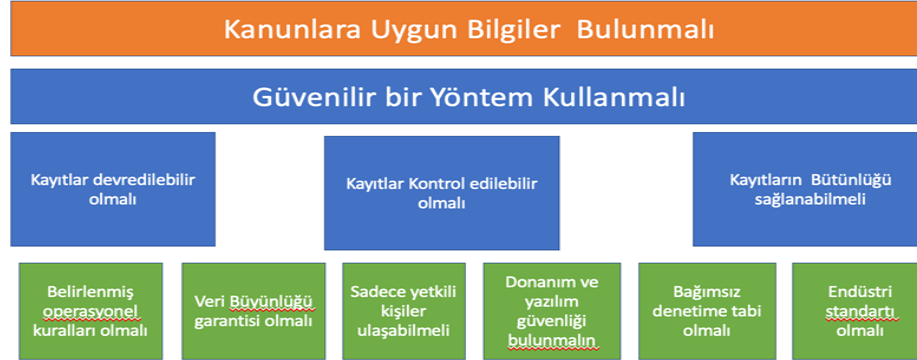 Kanunlara Uygun Bilgiler Bulunmalı
Güvenilir bir Yöntem Kullanmalı
Kayıtlar devredilebilir
olmalı
Kayıtlar Kontrol edilebilir
olmalı
Kayıtların Bütünlüğü
sağlanabilmeli
Belirlenmiş
operasyonel
kuralları olmalı
Veri Büyünlüğü
garantisi olmalı
Sadece yetkili
kişiler
ulaşabilmeli
Donanım ve
yazılım
güvenliği
bulunmalın
Bağımsız
denetime tabi
olmalı
Endüstri
standartı
olmalı